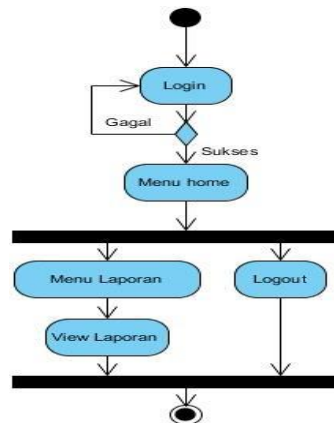 Login
Gagal
Sukses
Menu home
Menu Laporan
Logout
View Laporan